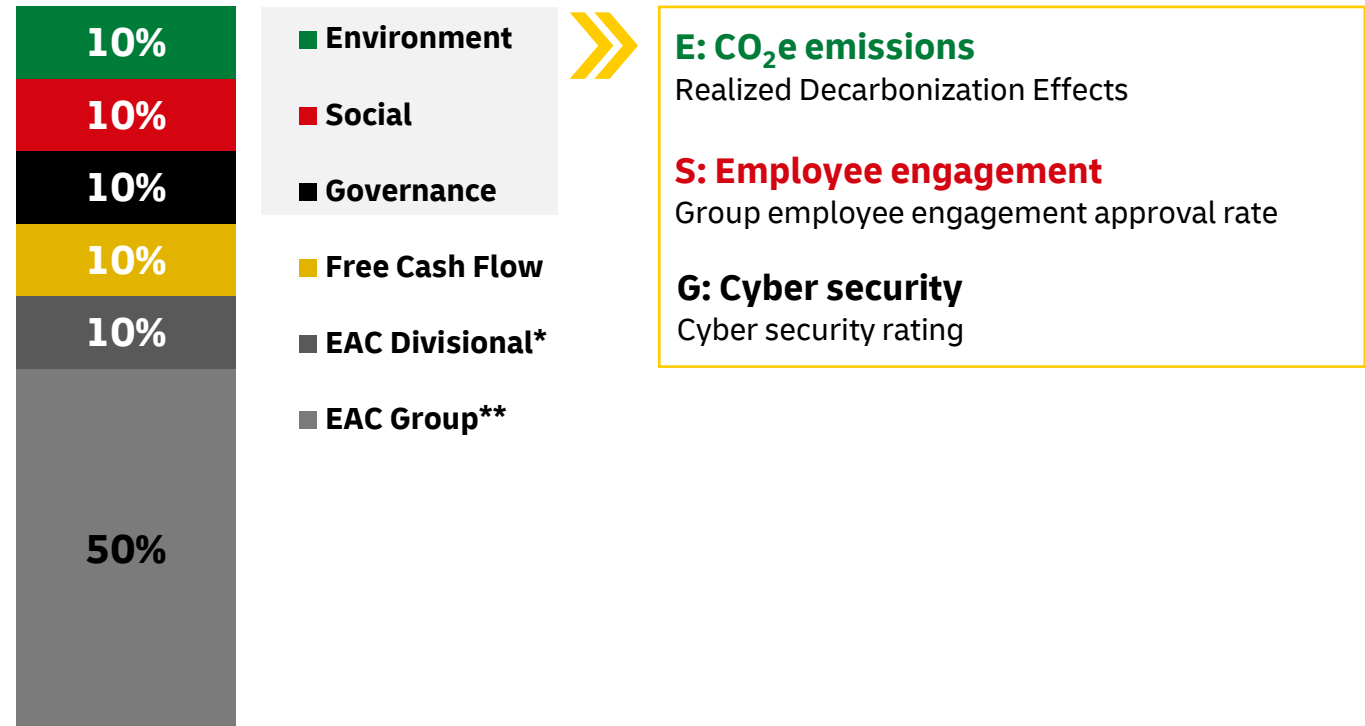 10%
10%
10%
10%
10%
50%
Environment
Social
Governance
Free Cash Flow
EAC Divisional*
EAC Group**
E: CO₂e emissions
Realized Decarbonization Effects
S: Employee engagement
Group employee engagement approval rate
G: Cyber security
Cyber security rating